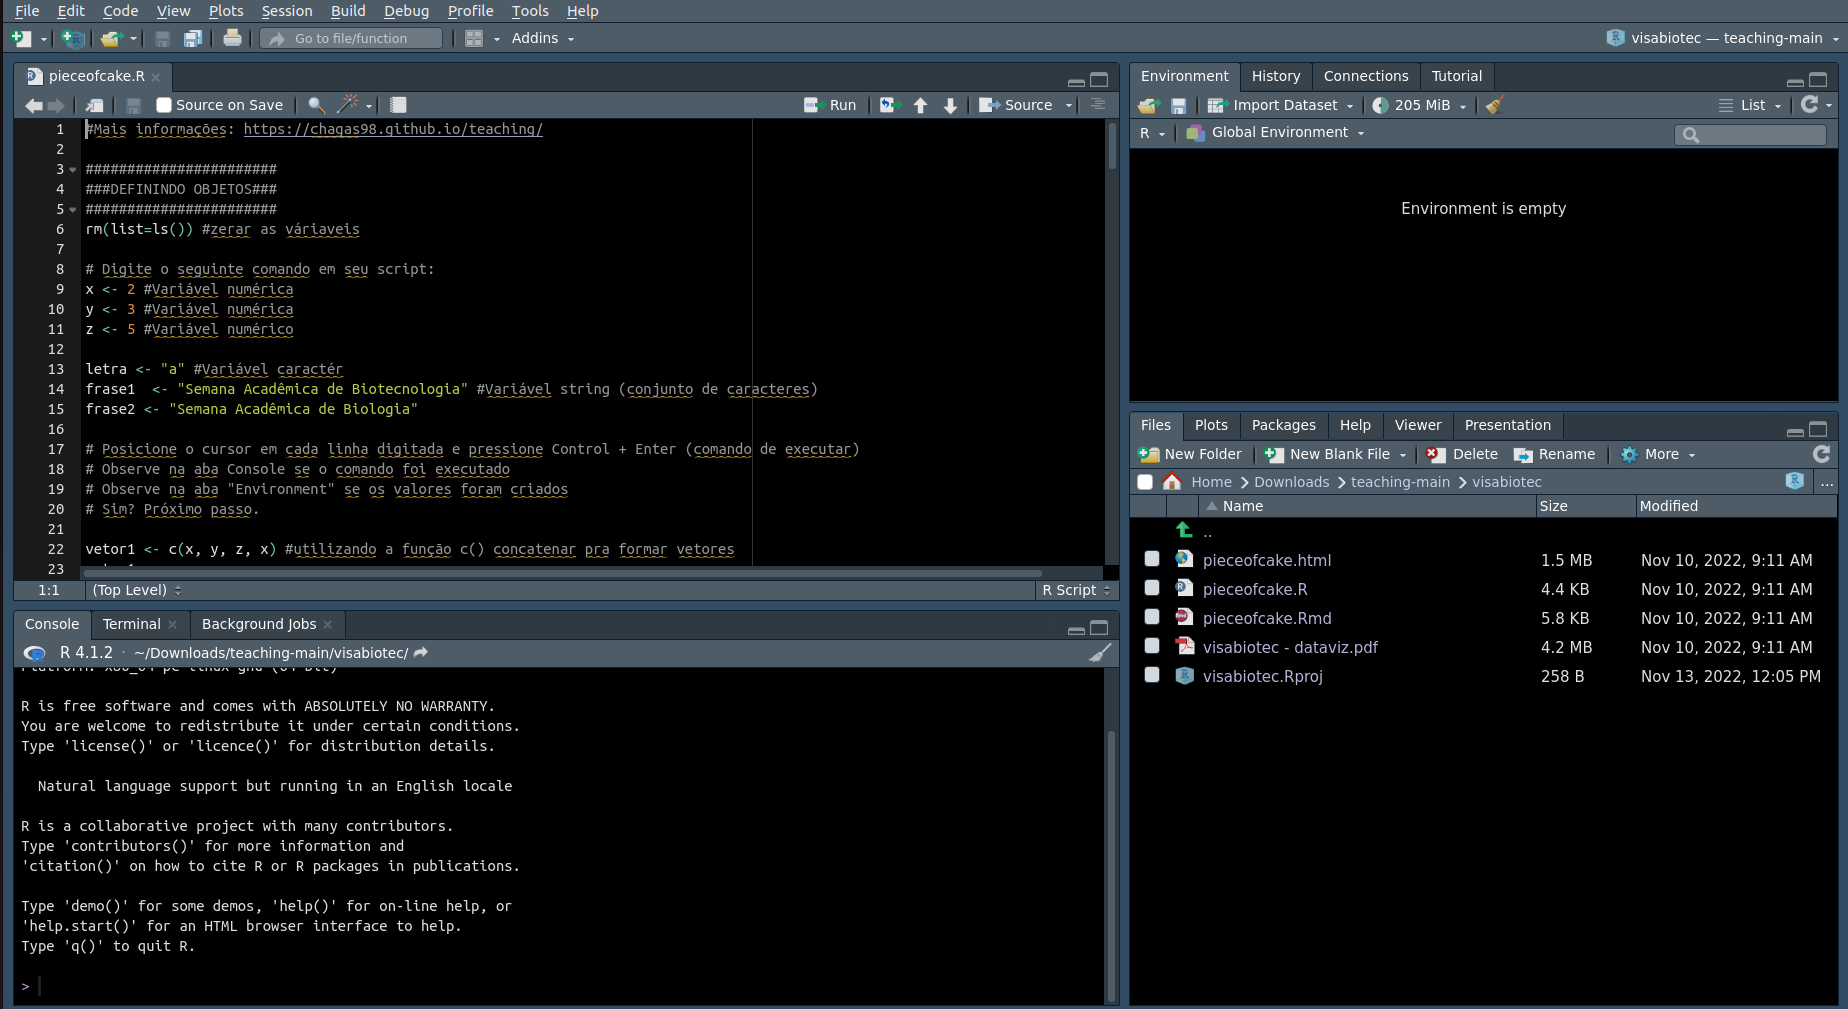 File Edit Code View Plots Session Build Debug Profile Tools Help
Go to file/function Addins visabiotec — teaching-main
pieceofcake.R
Source on Save Run Source
1 #Mais informações: https://chagas98.github.io/teaching/
2
3 #######################
4 ###DEFININDO OBJETOS###
5 #######################
6 rm(list=ls()) #zerar as váriaveis
7
8 # Digite o seguinte comando em seu script:
9 x <- 2 #Variável numérica
10 y <- 3 #Variável numérica
11 z <- 5 #Variável numérico
12
13 letra <- "a" #Variável caractér
14 frase1  <- "Semana Acadêmica de Biotecnologia" #Variável string (conjunto de caracteres)
15 frase2 <- "Semana Acadêmica de Biologia"
16
17 # Posicione o cursor em cada linha digitada e pressione Control + Enter (comando de executar)
18 # Observe na aba Console se o comando foi executado
19 # Observe na aba "Environment" se os valores foram criados
20 # Sim? Próximo passo.
21
22 vetor1 <- c(x, y, z, x) #utilizando a função c() concatenar pra formar vetores
23
1:1 (Top Level) R Script
Console Terminal Background Jobs
R 4.1.2 · ~/Downloads/teaching-main/visabiotec/
R is free software and comes with ABSOLUTELY NO WARRANTY.
You are welcome to redistribute it under certain conditions.
Type 'license()' or 'licence()' for distribution details.
Natural language support but running in an English locale
R is a collaborative project with many contributors.
Type 'contributors()' for more information and
'citation()' on how to cite R or R packages in publications.
Type 'demo()' for some demos, 'help()' for on-line help, or
'help.start()' for an HTML browser interface to help.
Type 'q()' to quit R.
>
Environment History Connections Tutorial
Import Dataset 205 MiB List
R Global Environment
Environment is empty
Files Plots Packages Help Viewer Presentation
New Folder New Blank File Delete Rename More
Home Downloads teaching-main visabiotec ...
Name Size Modified
..
pieceofcake.html 1.5 MB Nov 10, 2022, 9:11 AM
pieceofcake.R 4.4 KB Nov 10, 2022, 9:11 AM
pieceofcake.Rmd 5.8 KB Nov 10, 2022, 9:11 AM
visabiotec - dataviz.pdf 4.2 MB Nov 10, 2022, 9:11 AM
visabiotec.Rproj 258 B Nov 13, 2022, 12:05 PM